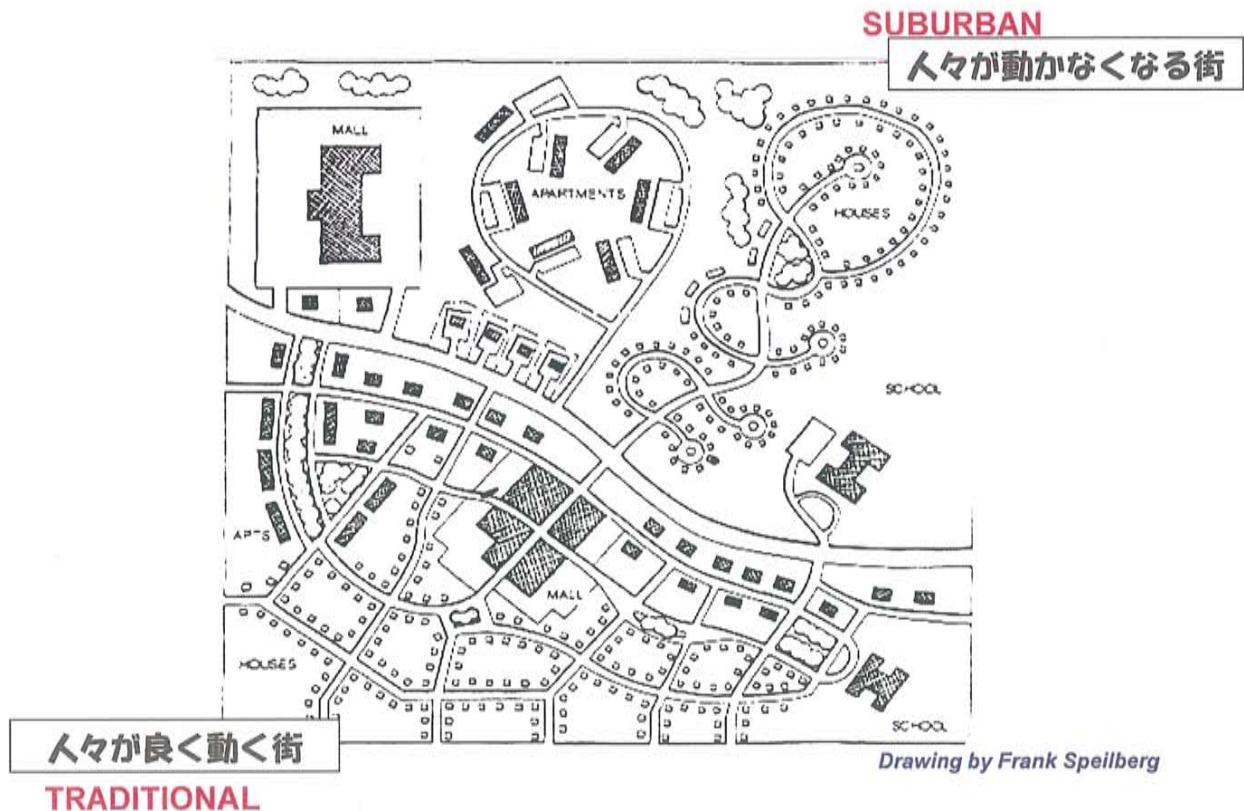 SUBURBAN
人々が動かなくなる街
MALL
APARTMENTS
HOUSES
SCHOOL
APTS
MALL
HOUSES
SCHOOL
人々が良く動く街
Drawing by Frank Speilberg
TRADITIONAL